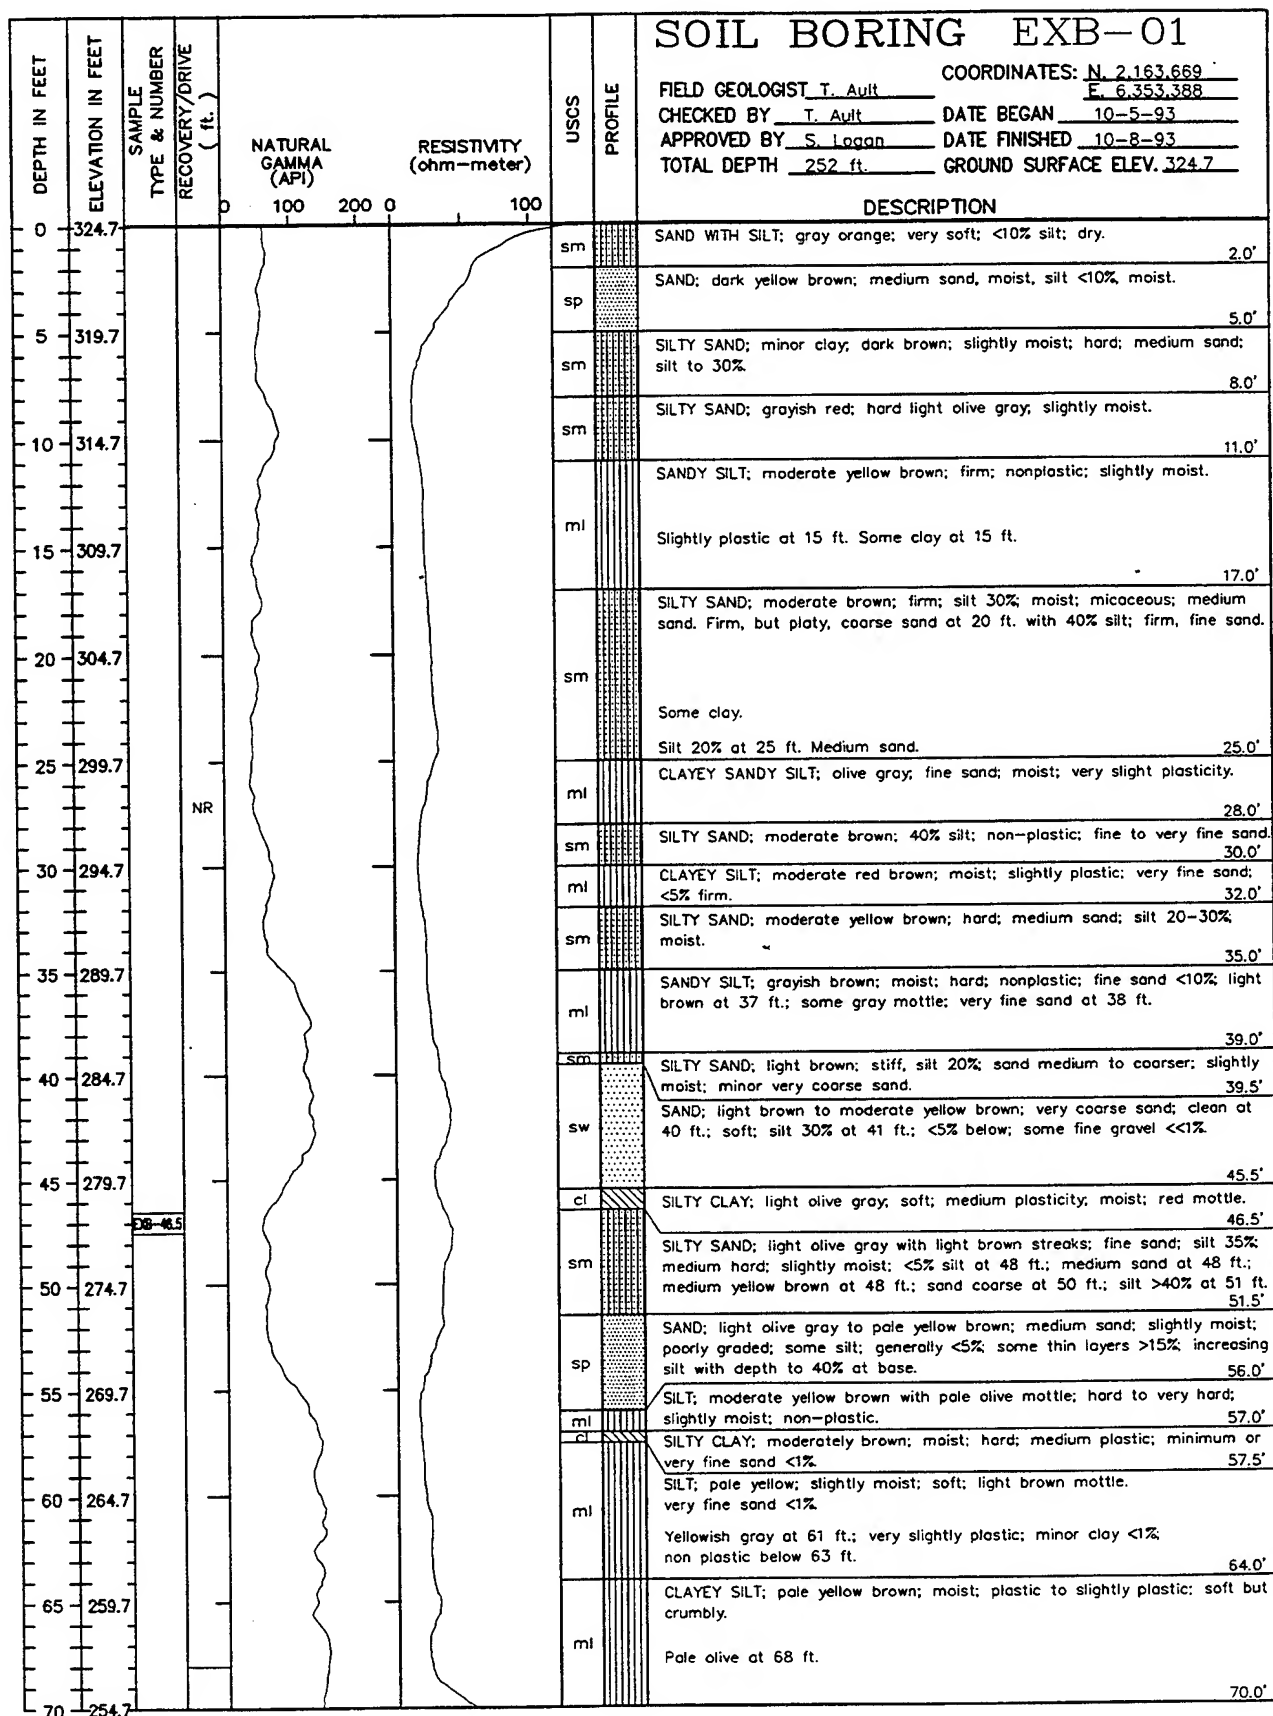 SOIL BORING EXB-01
COORDINATES: N. 2,163,669
E. 6,353,388
FIELD GEOLOGIST T. Ault
CHECKED BY T. Ault DATE BEGAN 10-5-93
APPROVED BY S. Logan DATE FINISHED 10-8-93
TOTAL DEPTH 252 ft. GROUND SURFACE ELEV. 324.7
DEPTH IN FEET
ELEVATION IN FEET
SAMPLE
TYPE & NUMBER
RECOVERY/DRIVE
( ft.)
NATURAL
GAMMA
(API)
0 100 200
RESISTIVITY
(ohm-meter)
0 100
USCS
PROFILE
DESCRIPTION
0 324.7
sm
SAND WITH SILT; gray orange; very soft; <10% silt; dry.
2.0'
sp
SAND; dark yellow brown; medium sand, moist, silt <10%, moist.
5.0'
5 319.7
sm
SILTY SAND; minor clay; dark brown; slightly moist; hard; medium sand;
silt to 30%.
8.0'
sm
SILTY SAND; grayish red; hard light olive gray; slightly moist.
11.0'
10 314.7
ml
SANDY SILT; moderate yellow brown; firm; nonplastic; slightly moist.
Slightly plastic at 15 ft. Some clay at 15 ft.
17.0'
15 309.7
sm
SILTY SAND; moderate brown; firm; silt 30%; moist; micaceous; medium
sand. Firm, but platy, coarse sand at 20 ft. with 40% silt; firm, fine sand.
20 304.7
Some clay.
Silt 20% at 25 ft. Medium sand. 25.0'
25 299.7
ml
CLAYEY SANDY SILT; olive gray; fine sand; moist; very slight plasticity.
28.0'
NR
sm
SILTY SAND; moderate brown; 40% silt; non-plastic; fine to very fine sand.
30.0'
30 294.7
ml
CLAYEY SILT; moderate red brown; moist; slightly plastic; very fine sand;
<5% firm. 32.0'
sm
SILTY SAND; moderate yellow brown; hard; medium sand; silt 20-30%;
moist.
35.0'
35 289.7
ml
SANDY SILT; grayish brown; moist; hard; nonplastic; fine sand <10%; light
brown at 37 ft.; some gray mottle; very fine sand at 38 ft.
39.0'
sm
SILTY SAND; light brown; stiff, silt 20%; sand medium to coarser; slightly
moist; minor very coarse sand. 39.5'
40 284.7
sw
SAND; light brown to moderate yellow brown; very coarse sand; clean at
40 ft.; soft; silt 30% at 41 ft.; <5% below; some fine gravel <<1%.
45.5'
45 279.7
cl
SILTY CLAY; light olive gray, soft; medium plasticity; moist; red mottle.
46.5'
EXB-46.5
sm
SILTY SAND; light olive gray with light brown streaks; fine sand; silt 35%;
medium hard; slightly moist; <5% silt at 48 ft.; medium sand at 48 ft.;
medium yellow brown at 48 ft.; sand coarse at 50 ft.; silt >40% at 51 ft.
51.5'
50 274.7
sp
SAND; light olive gray to pale yellow brown; medium sand; slightly moist;
poorly graded; some silt; generally <5%; some thin layers >15%; increasing
silt with depth to 40% at base. 56.0'
55 269.7
ml
SILT; moderate yellow brown with pale olive mottle; hard to very hard;
slightly moist; non-plastic. 57.0'
cl
SILTY CLAY; moderately brown; moist; hard; medium plastic; minimum or
very fine sand <1%. 57.5'
60 264.7
ml
SILT; pale yellow; slightly moist; soft; light brown mottle.
very fine sand <1%.
Yellowish gray at 61 ft.; very slightly plastic; minor clay <1%;
non plastic below 63 ft.
64.0'
65 259.7
ml
CLAYEY SILT; pale yellow brown; moist; plastic to slightly plastic; soft but
crumbly.
Pale olive at 68 ft.
70.0'
70 254.7